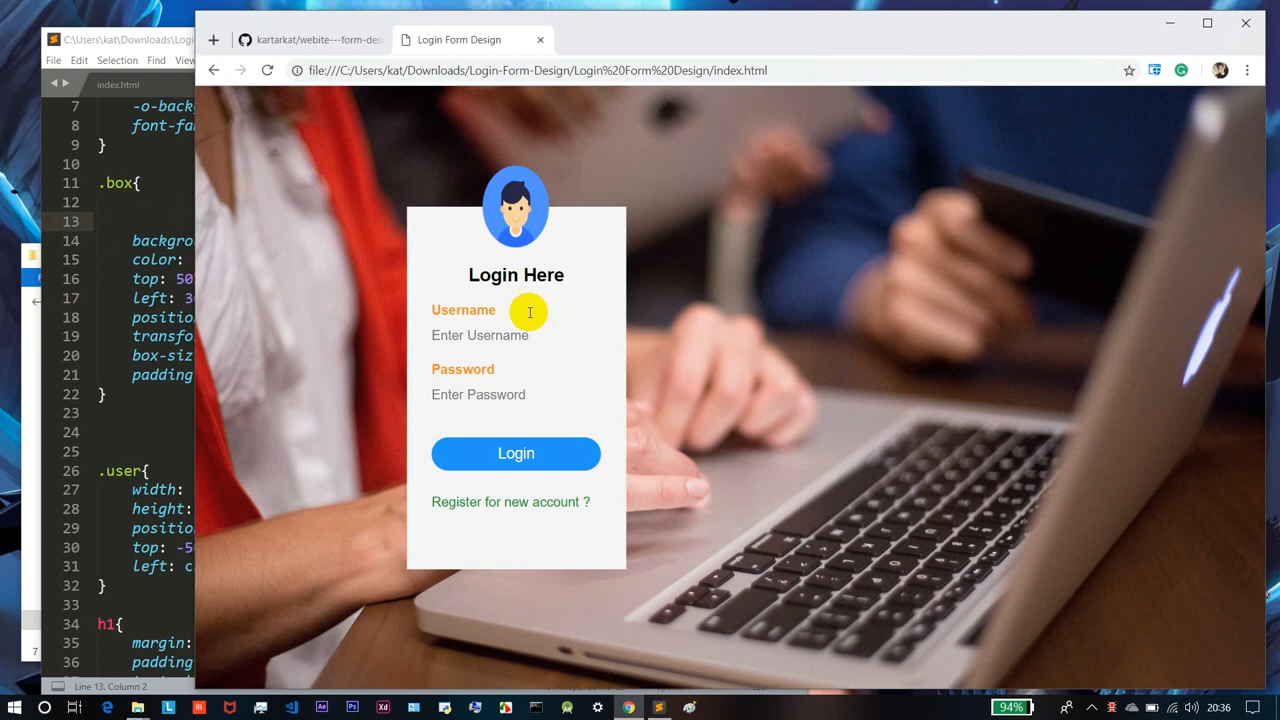 C:\Users\kat\Downloads\Logi
File Edit Selection Find Vie
index.html
7 -o-back
8 font-fa
9 }
10
11 .box{
12
13
14 backgro
15 color:
16 top: 50
17 left: 3
18 positio
19 transfo
20 box-siz
21 padding
22 }
23
24
25
26 .user{
27 width:
28 height:
29 positio
30 top: -5
31 left: c
32 }
33
34 h1{
35 margin:
36 padding
Line 13, Column 2
7
kartarkat/webite---form-des
Login Form Design
file:///C:/Users/kat/Downloads/Login-Form-Design/Login%20Form%20Design/index.html
Login Here
Username
Enter Username
Password
Enter Password
Login
Register for new account ?
94%
20:36